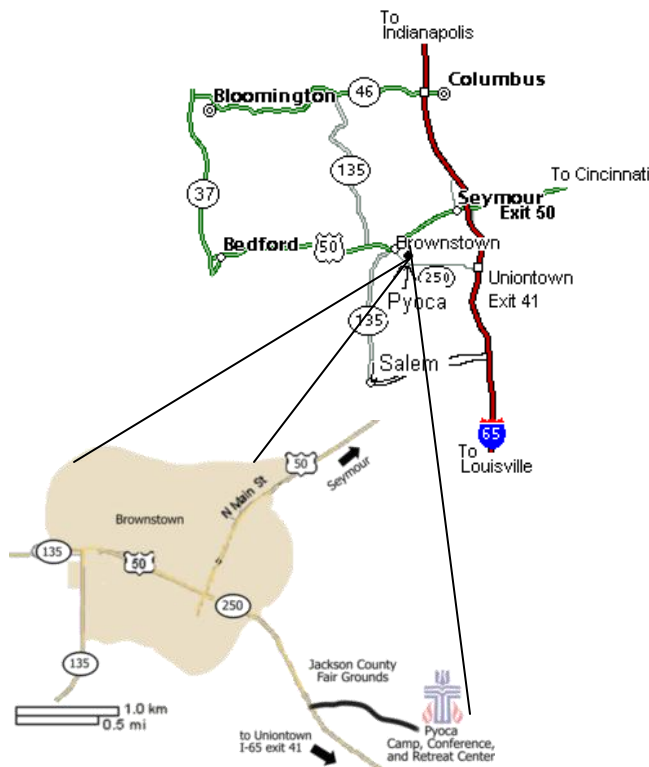 To
Indianapolis
Columbus
46
Bloomington
135
37
To Cincinnati
Seymour
Exit 50
Bedford
50
Brownstown
250
Uniontown
Exit 41
Pyoca
135
Salem
65
To
Louisville
50
Seymour
N Main St
Brownstown
135
50
250
135
Jackson County
Fair Grounds
1.0 km
0.5 mi
to Uniontown
I-65 exit 41
Pyoca
Camp, Conference,
and Retreat Center